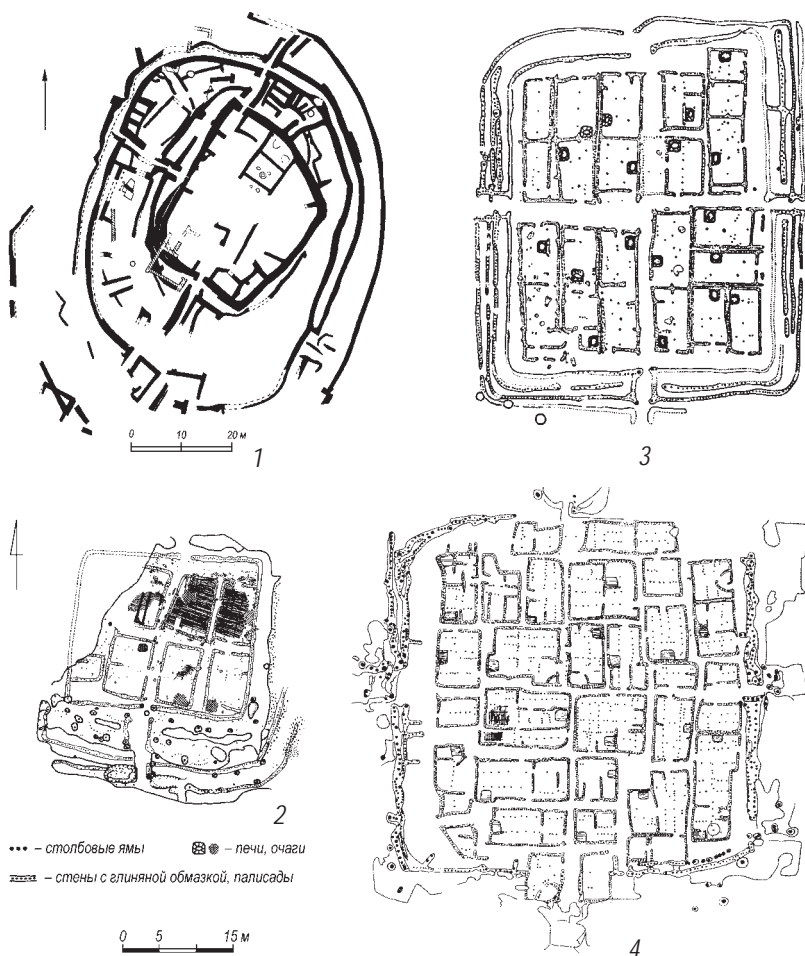 0 10 20 м
1
3
2
– столбовые ямы – печи, очаги
– стены с глиняной обмазкой, палисады
0 5 15 м
4